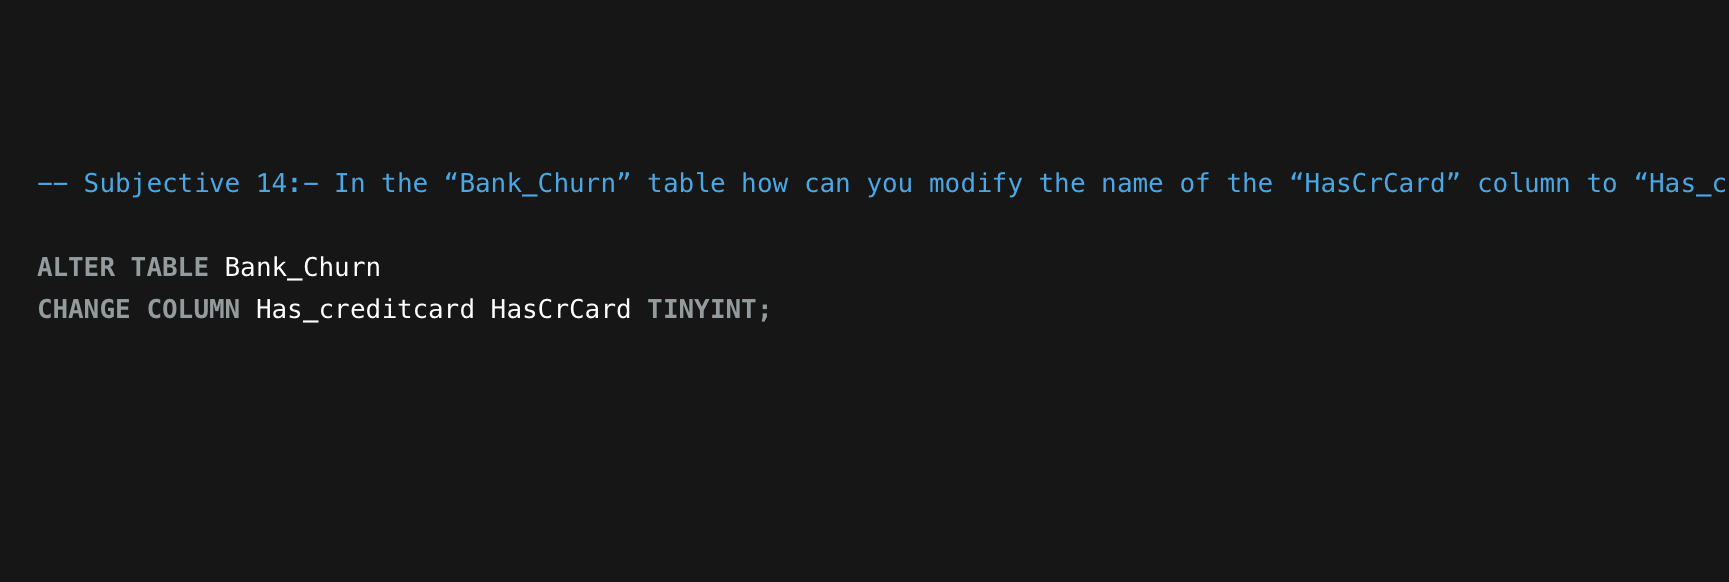 -- Subjective 14:- In the “Bank_Churn” table how can you modify the name of the “HasCrCard” column to “Has_c
ALTER TABLE Bank_Churn
CHANGE COLUMN Has_creditcard HasCrCard TINYINT;